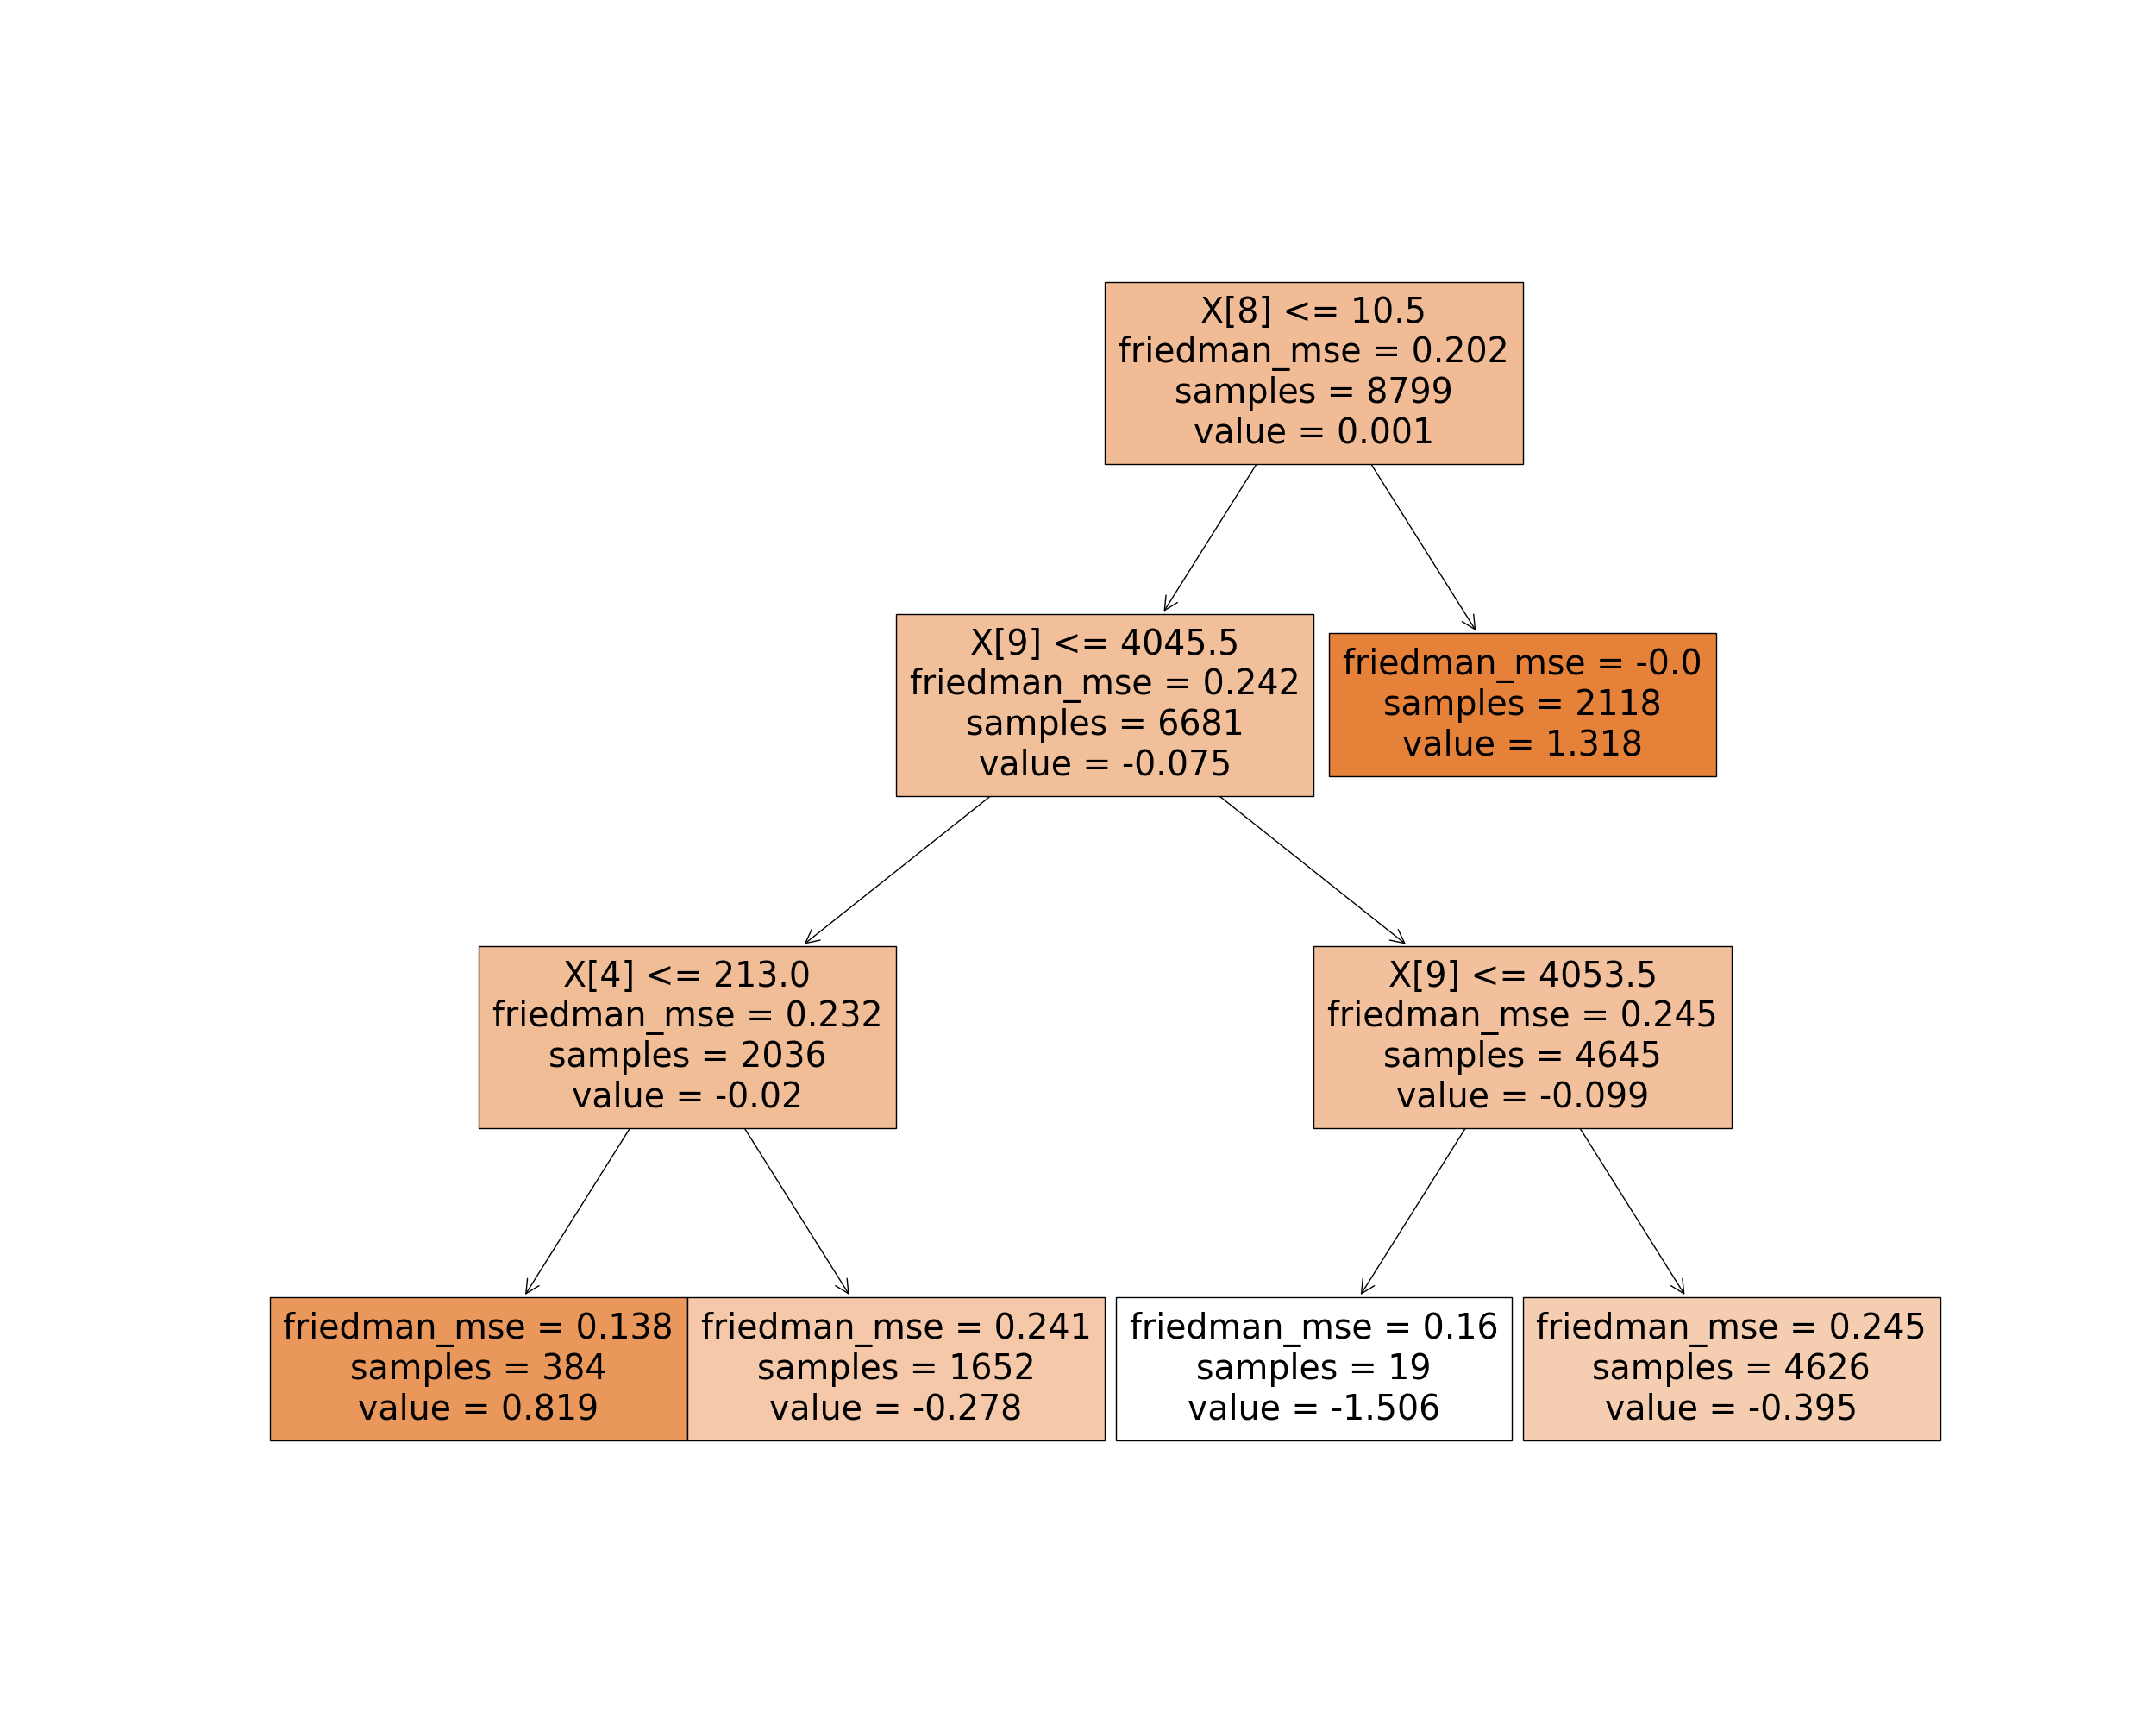 X[8] <= 10.5
friedman_mse = 0.202
samples = 8799
value = 0.001
X[9] <= 4045.5
friedman_mse = 0.242
samples = 6681
value = -0.075
friedman_mse = -0.0
samples = 2118
value = 1.318
X[4] <= 213.0
friedman_mse = 0.232
samples = 2036
value = -0.02
X[9] <= 4053.5
friedman_mse = 0.245
samples = 4645
value = -0.099
friedman_mse = 0.138
samples = 384
value = 0.819
friedman_mse = 0.241
samples = 1652
value = -0.278
friedman_mse = 0.16
samples = 19
value = -1.506
friedman_mse = 0.245
samples = 4626
value = -0.395